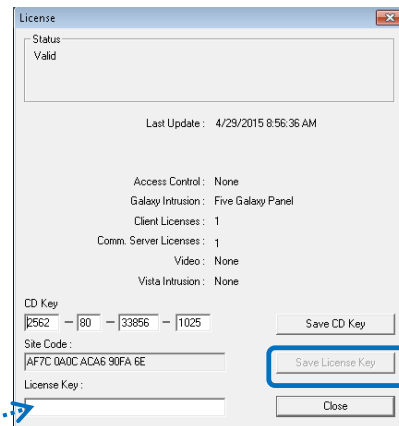 License
Status
Valid
Last Update : 4/29/2015 8:56:36 AM
Access Control : None
Galaxy Intrusion : Five Galaxy Panel
Client Licenses : 1
Comm. Server Licenses : 1
Video : None
Vista Intrusion : None
CD Key
2562 – 80 – 33856 – 1025 Save CD Key
Site Code :
AF7C 0A0C ACA6 90FA 6E Save License Key
License Key :
Close